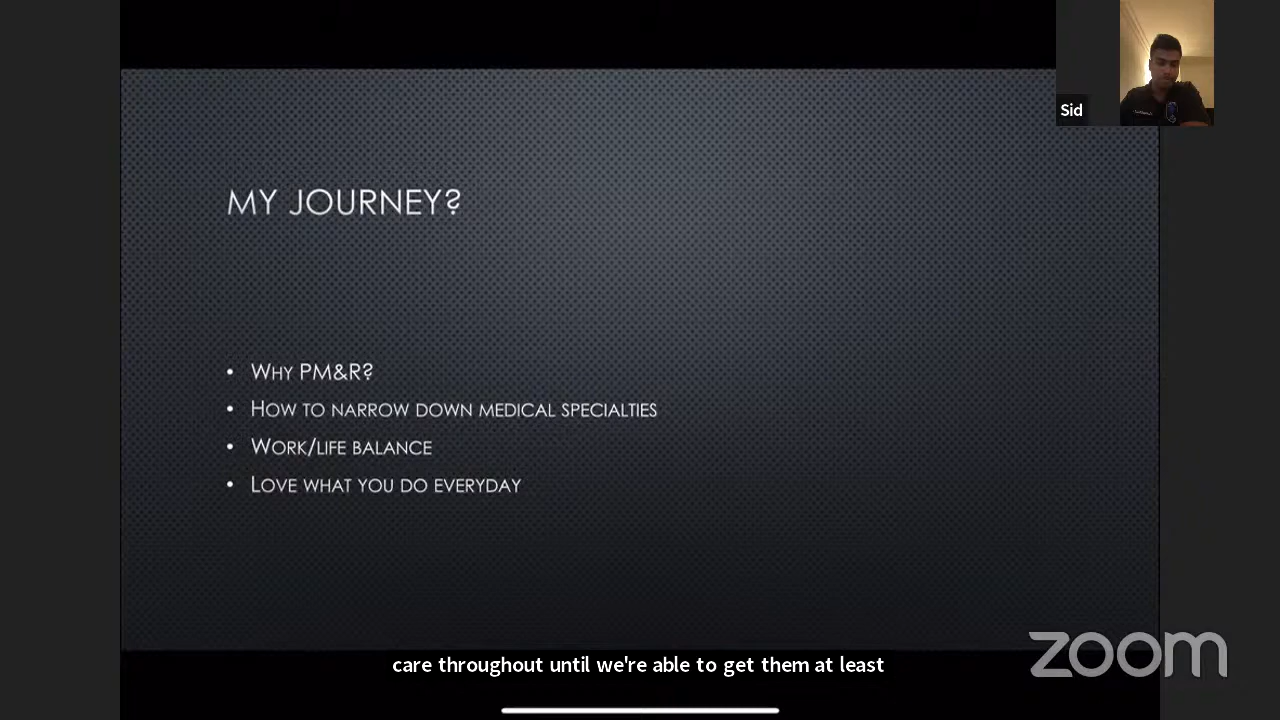 Sid
MY JOURNEY?
• WHY PM&R?
• HOW TO NARROW DOWN MEDICAL SPECIALTIES
• WORK/LIFE BALANCE
• LOVE WHAT YOU DO EVERYDAY
zoom
care throughout until we're able to get them at least